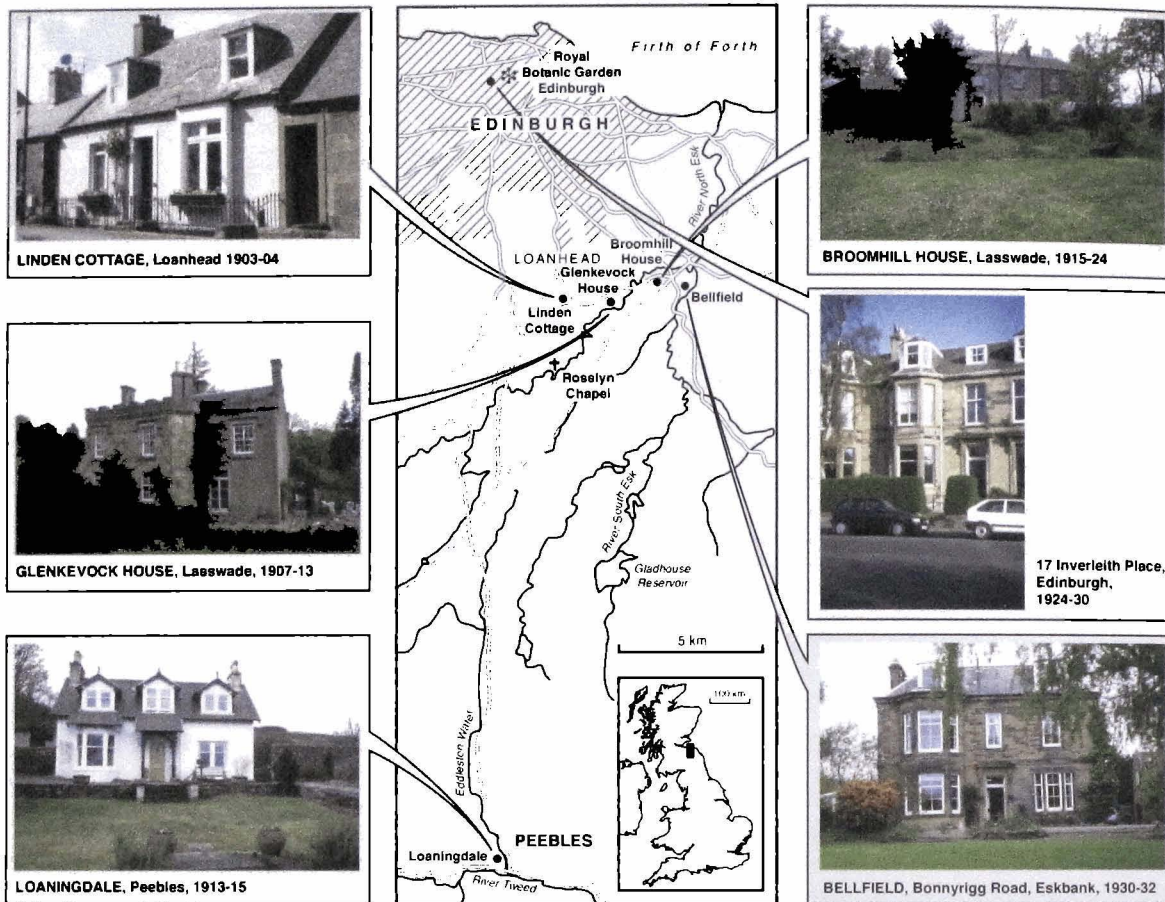 LINDEN COTTAGE, Loanhead 1903-04
GLENKEVOCK HOUSE, Lasswade, 1907-13
LOANINGDALE, Peebles, 1913-15
Firth of Forth
Royal
Botanic Garden
Edinburgh
EDINBURGH
River North Esk
Broomhill
House
LOANHEAD
Glenkevock
House
Bellfield
Linden
Cottage
Rosslyn
Chapel
River South Esk
Gladhouse
Reservoir
5 km
100 km
Eddleston Water
PEEBLES
Loaningdale
River Tweed
BROOMHILL HOUSE, Lasswade, 1915-24
17 Inverleith Place,
Edinburgh,
1924-30
BELLFIELD, Bonnyrigg Road, Eskbank, 1930-32